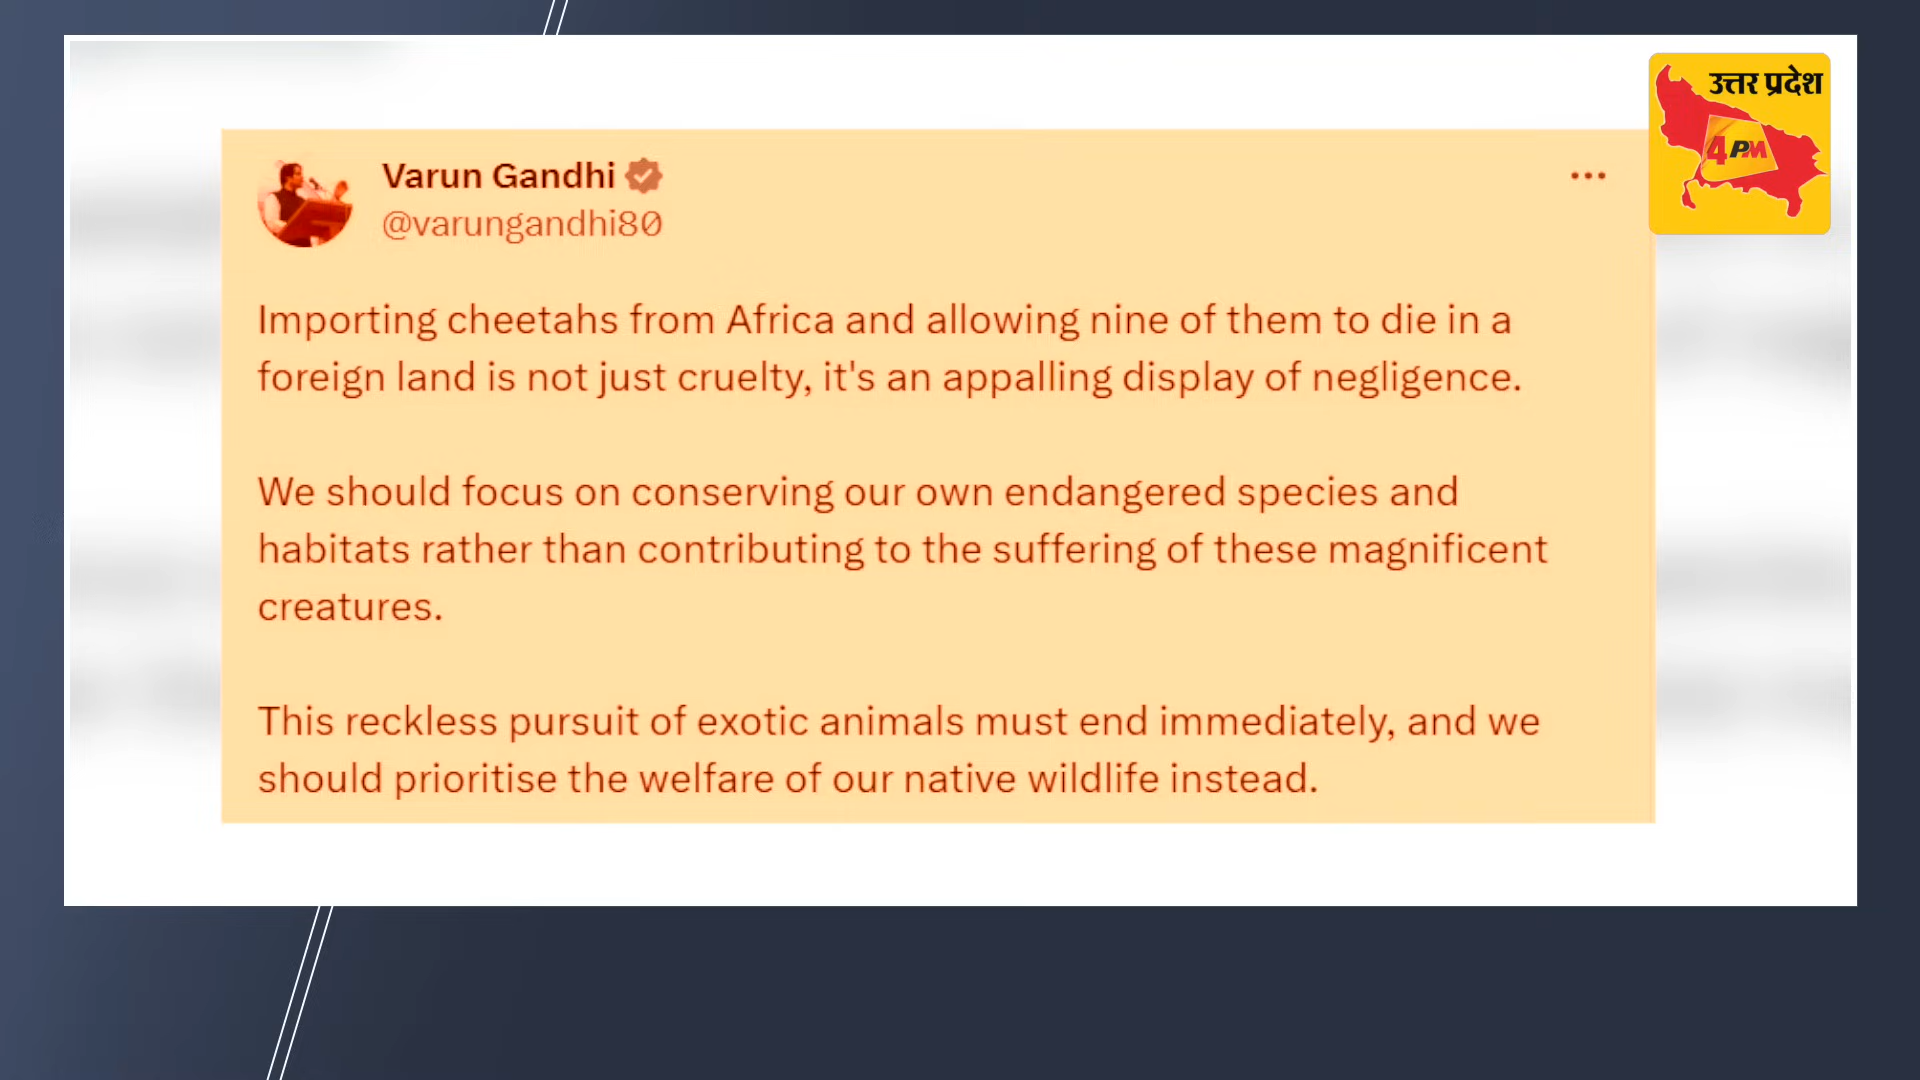 उत्तर प्रदेश
4PM
Varun Gandhi
@varungandhi80
Importing cheetahs from Africa and allowing nine of them to die in a
foreign land is not just cruelty, it's an appalling display of negligence.
We should focus on conserving our own endangered species and
habitats rather than contributing to the suffering of these magnificent
creatures.
This reckless pursuit of exotic animals must end immediately, and we
should prioritise the welfare of our native wildlife instead.